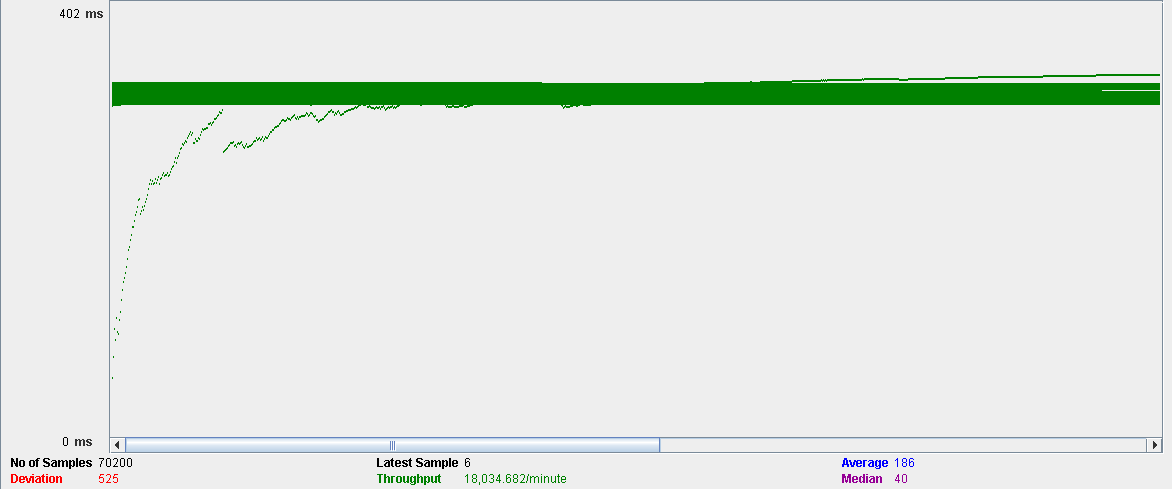 402 ms
0 ms
No of Samples 70200 Latest Sample 6 Average 186
Deviation 525 Throughput 18,034.682/minute Median 40